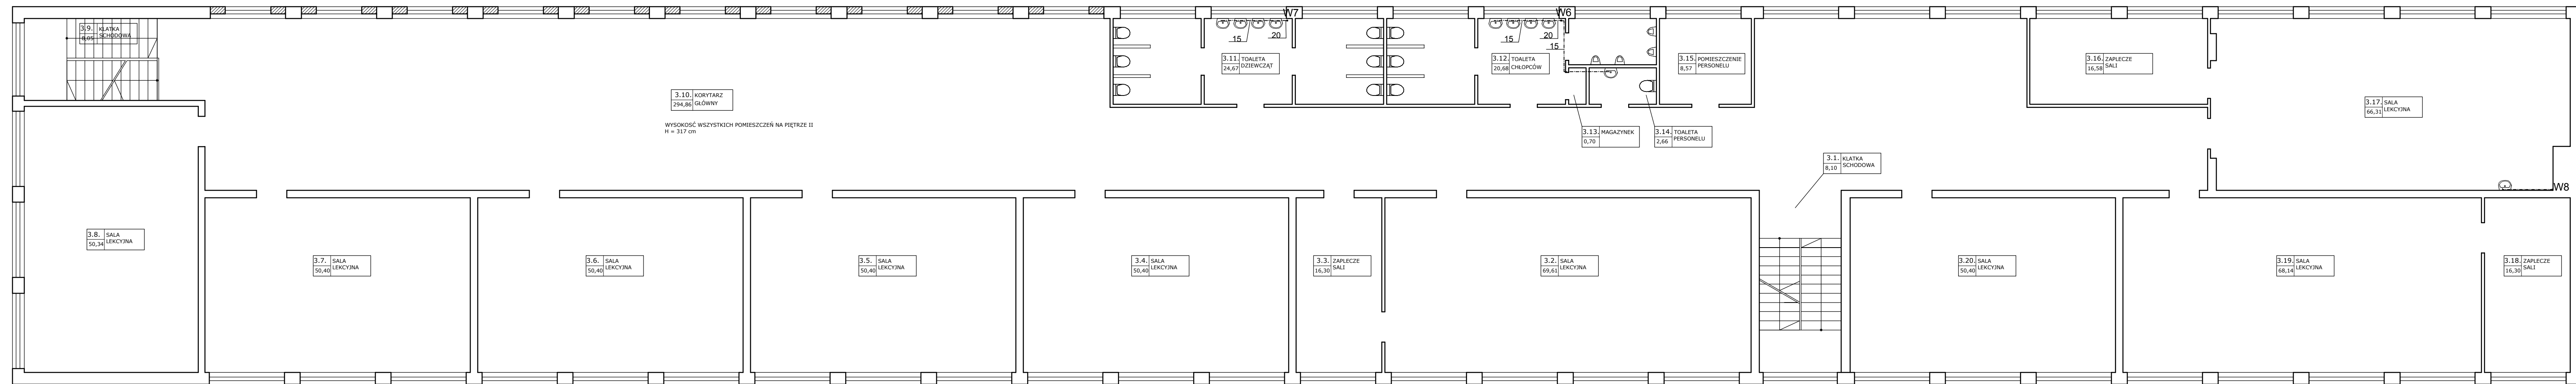 3.9. KLATKA
8,05 SCHODOWA
3.10. KORYTARZ
294,86 GŁÓWNY
WYSOKOŚĆ WSZYSTKICH POMIESZCZEŃ NA PIĘTRZE II
H = 317 cm
W7
15
20
3.11. TOALETA
24,67 DZIEWCZĄT
W6
15
20
15
3.12. TOALETA
20,68 CHŁOPCÓW
3.15. POMIESZCZENIE
8,57 PERSONELU
3.16. ZAPLECZE
16,58 SALI
3.17. SALA
66,31 LEKCYJNA
3.13. MAGAZYNEK
0,70
3.14. TOALETA
2,66 PERSONELU
3.1. KLATKA
8,10 SCHODOWA
W8
3.8. SALA
50,34 LEKCYJNA
3.7. SALA
50,40 LEKCYJNA
3.6. SALA
50,40 LEKCYJNA
3.5. SALA
50,40 LEKCYJNA
3.4. SALA
50,40 LEKCYJNA
3.3. ZAPLECZE
16,30 SALI
3.2. SALA
69,61 LEKCYJNA
3.20. SALA
50,40 LEKCYJNA
3.19. SALA
68,14 LEKCYJNA
3.18. ZAPLECZE
16,30 SALI